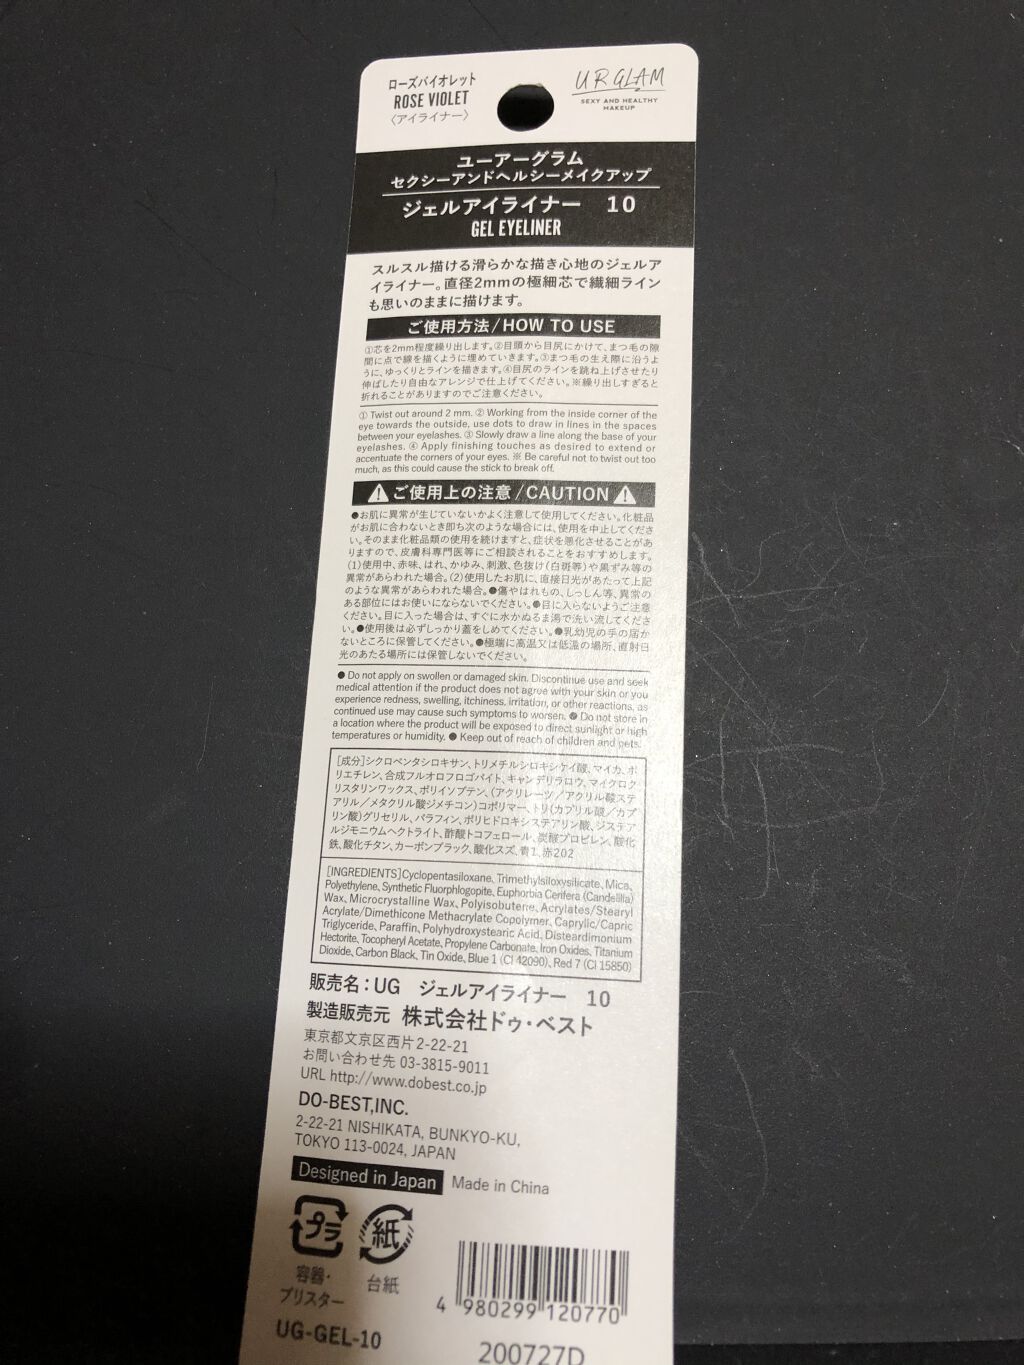 ローズバイオレット
ROSE VIOLET
〈アイライナー〉
URGLAM
SEXY AND HEALTHY
MAKEUP
ユーアーグラム
セクシーアンドヘルシーメイクアップ
ジェルアイライナー 10
GEL EYELINER
スルスル描ける滑らかな描き心地のジェルア
イライナー。直径2mmの極細芯で繊細ライン
も思いのままに描けます。
ご使用方法/HOW TO USE
①芯を2mm程度繰り出します。②目頭から目尻にかけて、まつ毛の隙
間に点で線を描くように埋めていきます。③まつ毛の生え際に沿うよ
うに、ゆっくりとラインを描きます。④目尻のラインを跳ね上げさせたり
伸ばしたり自由なアレンジで仕上げてください。※繰り出しすぎると
折れることがありますのでご注意ください。
① Twist out around 2 mm. ② Working from the inside corner of the
eye towards the outside, use dots to draw in lines in the spaces
between your eyelashes. ③ Slowly draw a line along the base of your
eyelashes. ④ Apply finishing touches as desired to extend or
accentuate the corners of your eyes. ※ Be careful not to twist out too
much, as this could cause the stick to break off.
ご使用上の注意/CAUTION
●お肌に異常が生じていないかよく注意して使用してください。化粧品
がお肌に合わないとき即ち次のような場合には、使用を中止してくださ
い。そのまま化粧品類の使用を続けますと、症状を悪化させることがあ
りますので、皮膚科専門医等にご相談されることをおすすめします。
(1)使用中、赤味、はれ、かゆみ、刺激、色抜け(白斑等)や黒ずみ等の
異常があらわれた場合。(2)使用したお肌に、直接日光があたって上記
のような異常があらわれた場合。●傷やはれもの、しっしん等、異常の
ある部位にはお使いにならないでください。●目に入らないようご注意
ください。目に入った場合は、すぐに水かぬるま湯で洗い流してくださ
い。●使用後は必ずしっかり蓋をしめてください。●乳幼児の手の届か
ないところに保管してください。●極端に高温又は低温の場所、直射日
光のあたる場所には保管しないでください。
● Do not apply on swollen or damaged skin. Discontinue use and seek
medical attention if the product does not agree with your skin or you
experience redness, swelling, itchiness, irritation, or other reactions, as
continued use may cause such symptoms to worsen. ● Do not store in
a location where the product will be exposed to direct sunlight or high
temperatures or humidity. ● Keep out of reach of children and pets.
[成分]シクロペンタシロキサン、トリメチルシロキシケイ酸、マイカ、ポ
リエチレン、合成フルオロフロゴパイト、キャンデリラロウ、マイクロク
リスタリンワックス、ポリイソブテン、(アクリレーツ/アクリル酸ステ
アリル/メタクリル酸ジメチコン)コポリマー、トリ(カプリル酸/カプ
リン酸)グリセリル、パラフィン、ポリヒドロキシステアリン酸、ジステア
ルジモニウムヘクトライト、酢酸トコフェロール、炭酸プロピレン、酸化
鉄、酸化チタン、カーボンブラック、酸化スズ、青1、赤202
[INGREDIENTS]Cyclopentasiloxane, Trimethylsiloxysilicate, Mica,
Polyethylene, Synthetic Fluorphlogopite, Euphorbia Cerifera (Candelilla)
Wax, Microcrystalline Wax, Polyisobutene, Acrylates/Stearyl
Acrylate/Dimethicone Methacrylate Copolymer, Caprylic/Capric
Triglyceride, Paraffin, Polyhydroxystearic Acid, Disteardimonium
Hectorite, Tocopheryl Acetate, Propylene Carbonate, Iron Oxides, Titanium
Dioxide, Carbon Black, Tin Oxide, Blue 1 (CI 42090), Red 7 (CI 15850)
販売名:UG ジェルアイライナー 10
製造販売元 株式会社ドゥ・ベスト
東京都文京区西片2-22-21
お問い合わせ先 03-3815-9011
URL http://www.dobest.co.jp
DO-BEST,INC.
2-22-21 NISHIKATA, BUNKYO-KU,
TOKYO 113-0024, JAPAN
Designed in Japan Made in China
プラ 紙
容器・
ブリスター
台紙
4 980299 120770
UG-GEL-10
200727D